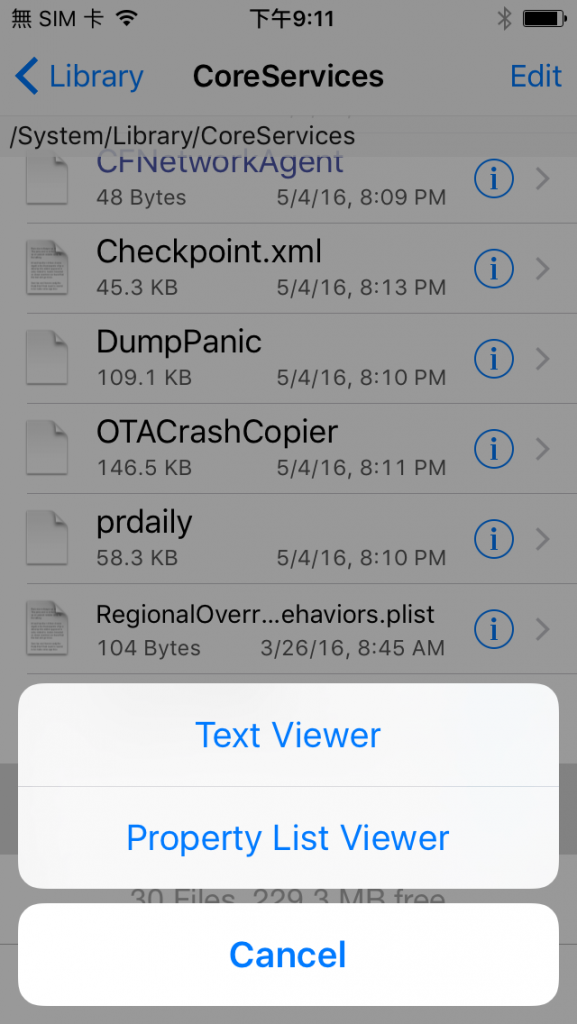 無 SIM 卡 下午9:11
Library CoreServices Edit
/System/Library/CoreServices
CFNetworkAgent
48 Bytes 5/4/16, 8:09 PM
Checkpoint.xml
45.3 KB 5/4/16, 8:13 PM
DumpPanic
109.1 KB 5/4/16, 8:10 PM
OTACrashCopier
146.5 KB 5/4/16, 8:11 PM
prdaily
58.3 KB 5/4/16, 8:10 PM
RegionalOverr...ehaviors.plist
104 Bytes 3/26/16, 8:45 AM
Text Viewer
Property List Viewer
30 Files, 229.3 MB free
Cancel